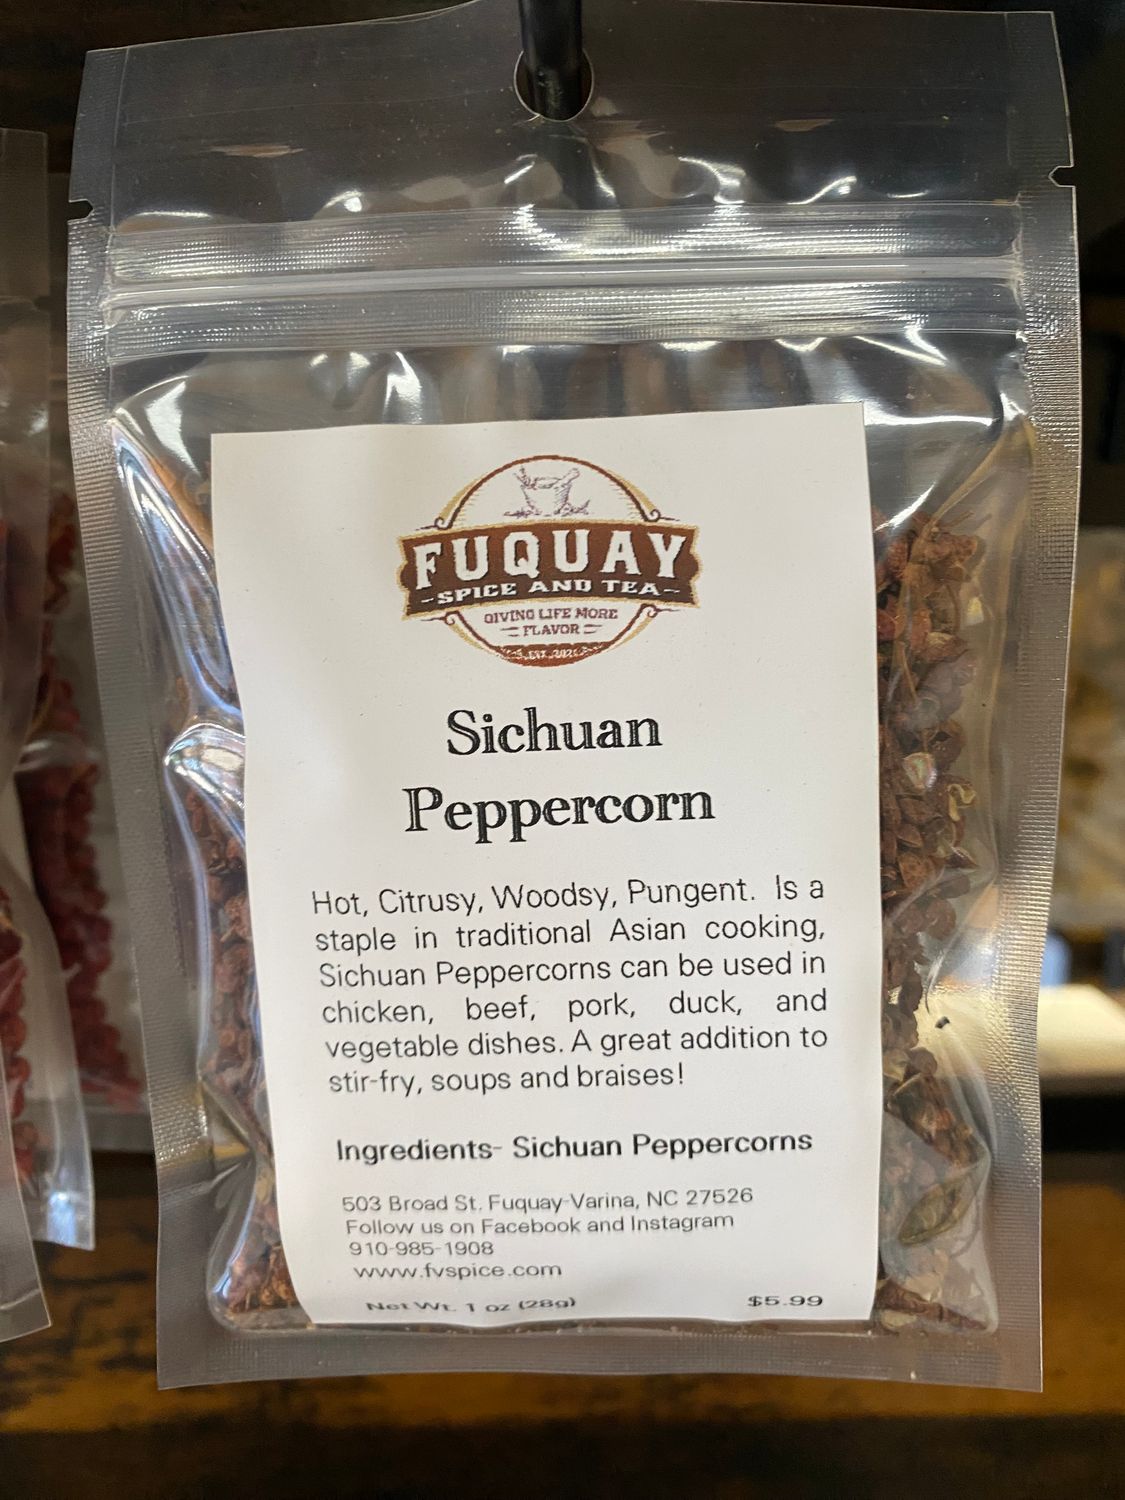 FUQUAY
-SPICE AND TEA-
GIVING LIFE MORE
FLAVOR
Sichuan
Peppercorn
Hot, Citrusy, Woodsy, Pungent. Is a
staple in traditional Asian cooking,
Sichuan Peppercorns can be used in
chicken, beef, pork, duck, and
vegetable dishes. A great addition to
stir-fry, soups and braises!
Ingredients- Sichuan Peppercorns
503 Broad St. Fuquay-Varina, NC 27526
Follow us on Facebook and Instagram
910-985-1908
www.fvspice.com
Net Wt. 1 oz (28g) $5.99